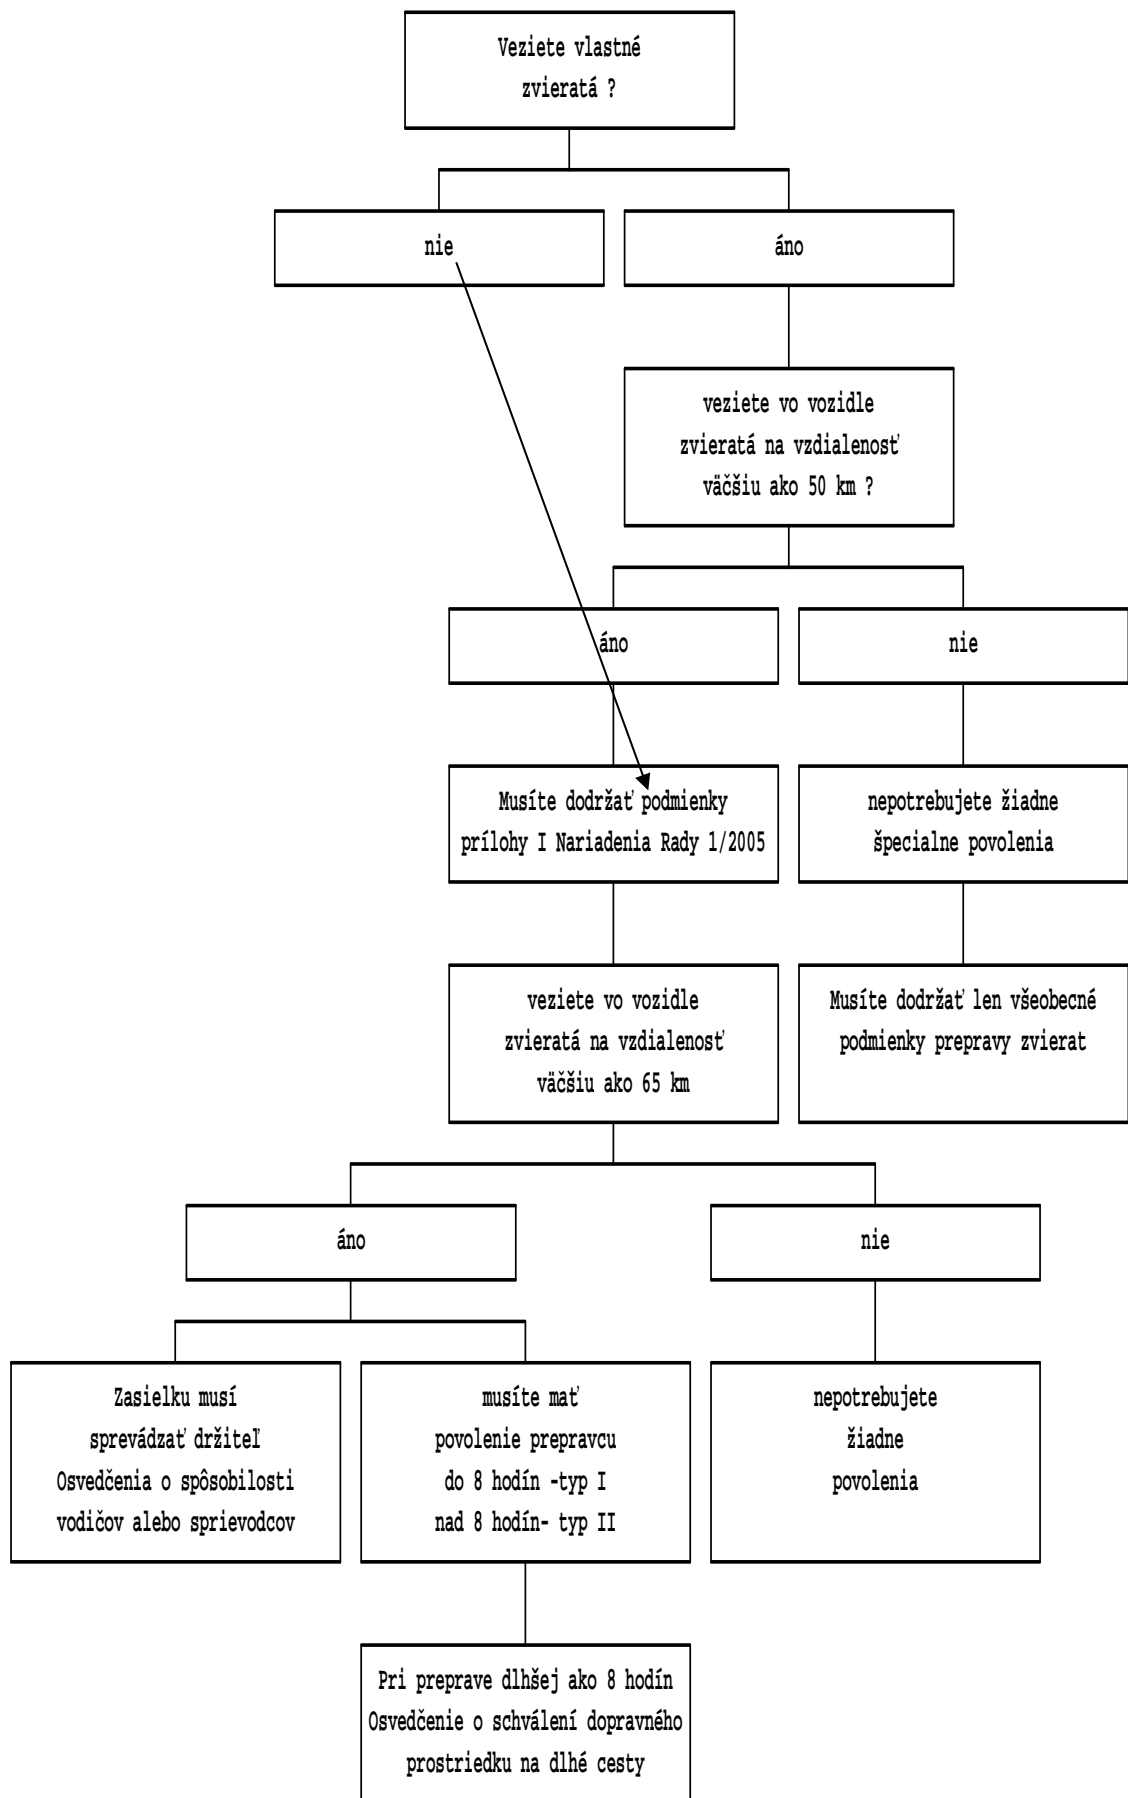 Veziete vlastné
zvieratá ?
nie
áno
veziete vo vozidle
zvieratá na vzdialenosť
väčšiu ako 50 km ?
áno
nie
Musíte dodržať podmienky
prílohy I Nariadenia Rady 1/2005
nepotrebujete žiadne
špecialne povolenia
veziete vo vozidle
zvieratá na vzdialenosť
väčšiu ako 65 km
Musíte dodržať len všeobecné
podmienky prepravy zvierat
áno
nie
Zasielku musí
sprevádzať držiteľ
Osvedčenia o spôsobilosti
vodičov alebo sprievodcov
musíte mať
povolenie prepravcu
do 8 hodín -typ I
nad 8 hodín- typ II
nepotrebujete
žiadne
povolenia
Pri preprave dlhšej ako 8 hodín
Osvedčenie o schválení dopravného
prostriedku na dlhé cesty